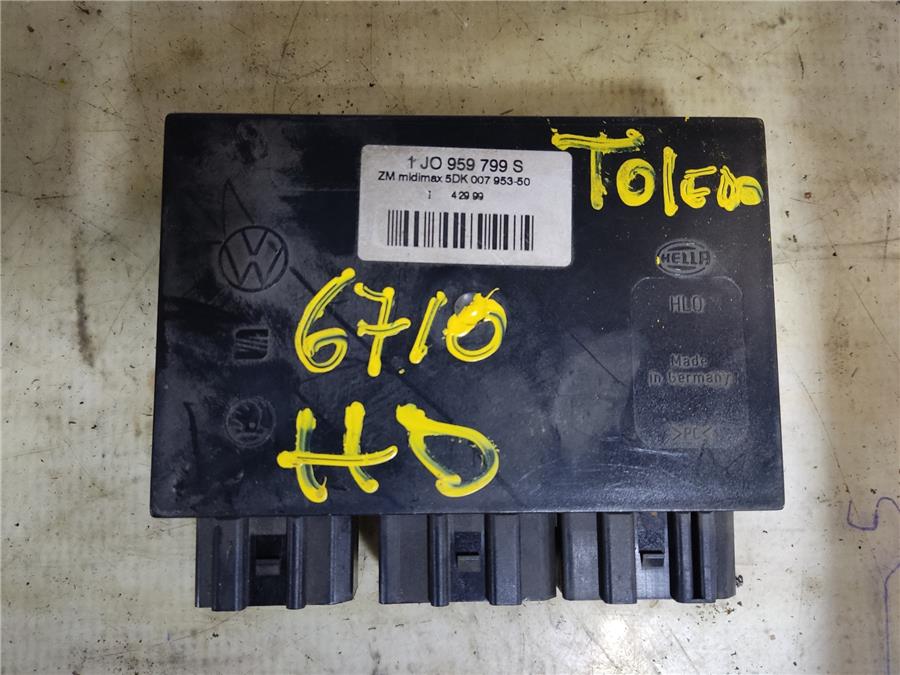 1J0 959 799 S
ZM midimax 5DK 007 953-50
42 99
TOLEDO
HELLA
HLO
6710
Made
in Germany
>PC<
HD